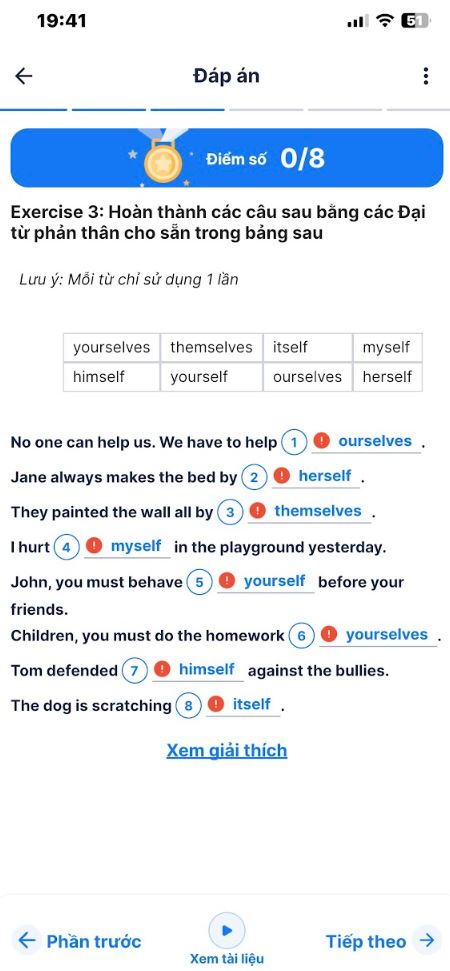 19:41
51
Đáp án
Điểm số 0/8
Exercise 3: Hoàn thành các câu sau bằng các Đại
từ phản thân cho sẵn trong bảng sau
Lưu ý: Mỗi từ chỉ sử dụng 1 lần
yourselves themselves itself myself
himself yourself ourselves herself
No one can help us. We have to help 1 ! ourselves .
Jane always makes the bed by 2 ! herself .
They painted the wall all by 3 ! themselves .
I hurt 4 ! myself in the playground yesterday.
John, you must behave 5 ! yourself before your
friends.
Children, you must do the homework 6 ! yourselves .
Tom defended 7 ! himself against the bullies.
The dog is scratching 8 ! itself .
Xem giải thích
Phần trước
Xem tài liệu
Tiếp theo